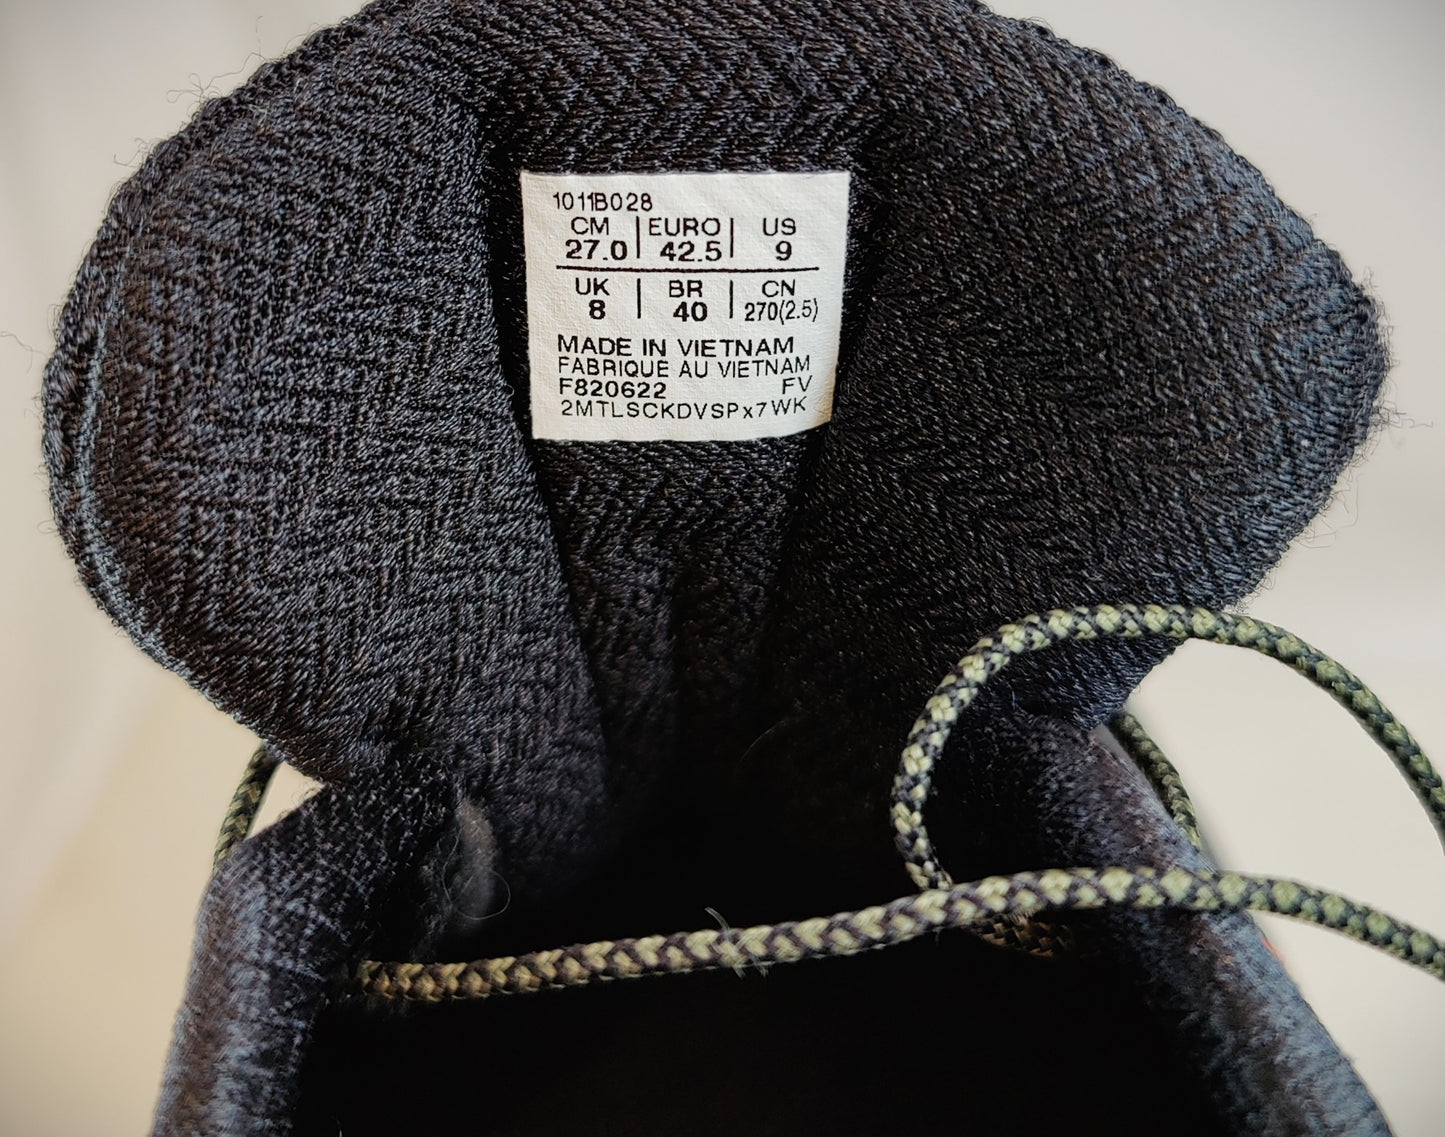 1011B028
CM | EURO | US
27.0 | 42.5 | 9
UK | BR | CN
8 | 40 | 270(2.5)
MADE IN VIETNAM
FABRIQUÉ AU VIETNAM
F820622 FV
2MTLSCKDVSPx7WK